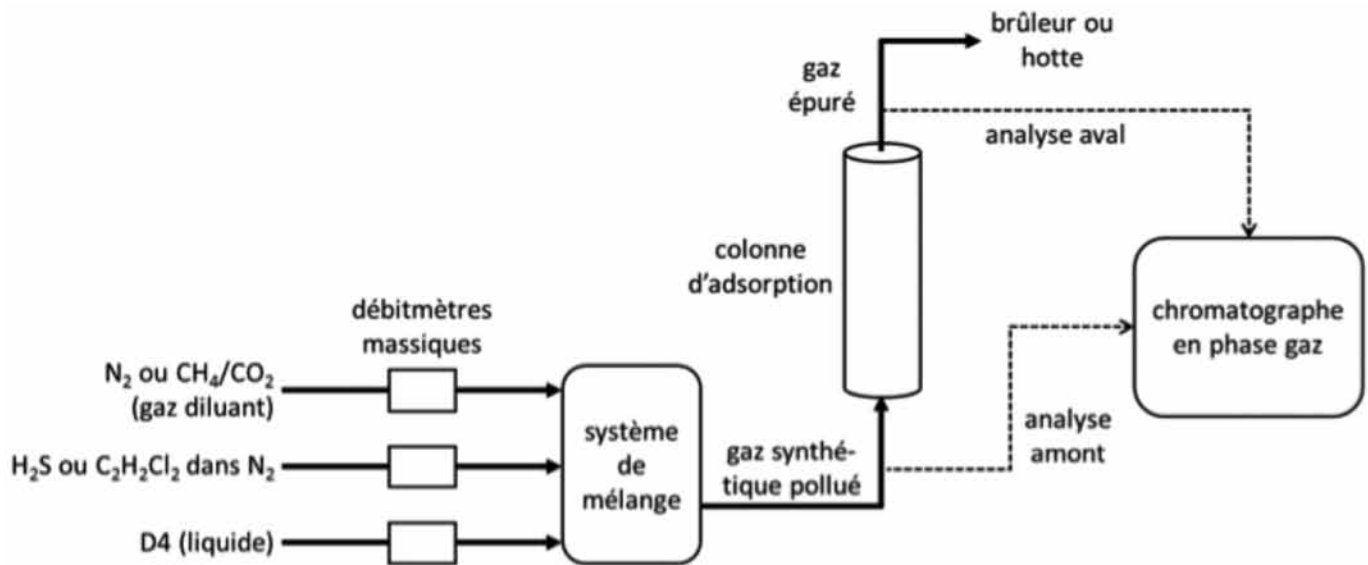 brûleur ou
hotte
gaz
épuré
analyse aval
colonne
d'adsorption
chromatographe
en phase gaz
débitmètres
massiques
N₂ ou CH₄/CO₂
(gaz diluant)
système
de
mélange
analyse
amont
gaz synthé-
tique pollué
H₂S ou C₂H₂Cl₂ dans N₂
D4 (liquide)